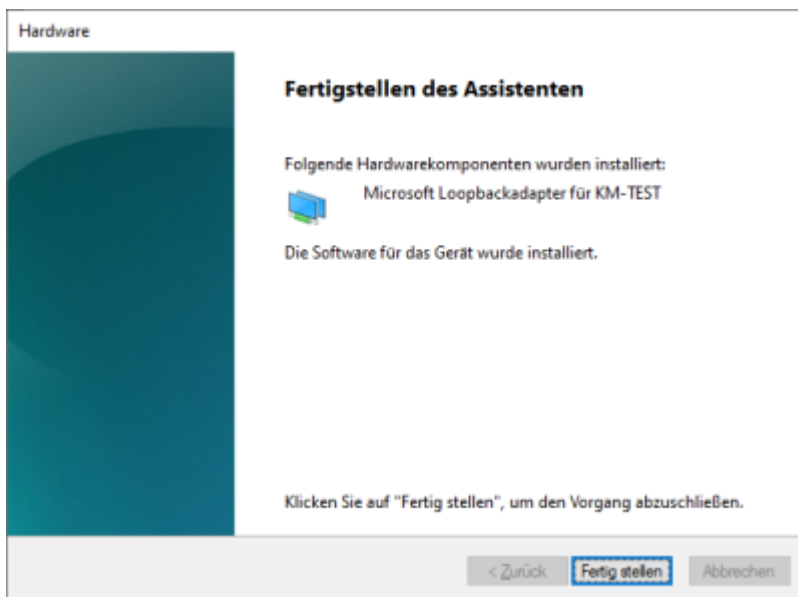 Hardware
Fertigstellen des Assistenten
Folgende Hardwarekomponenten wurden installiert:
Microsoft Loopbackadapter für KM-TEST
Die Software für das Gerät wurde installiert.
Klicken Sie auf "Fertig stellen", um den Vorgang abzuschließen.
< Zurück Fertig stellen Abbrechen